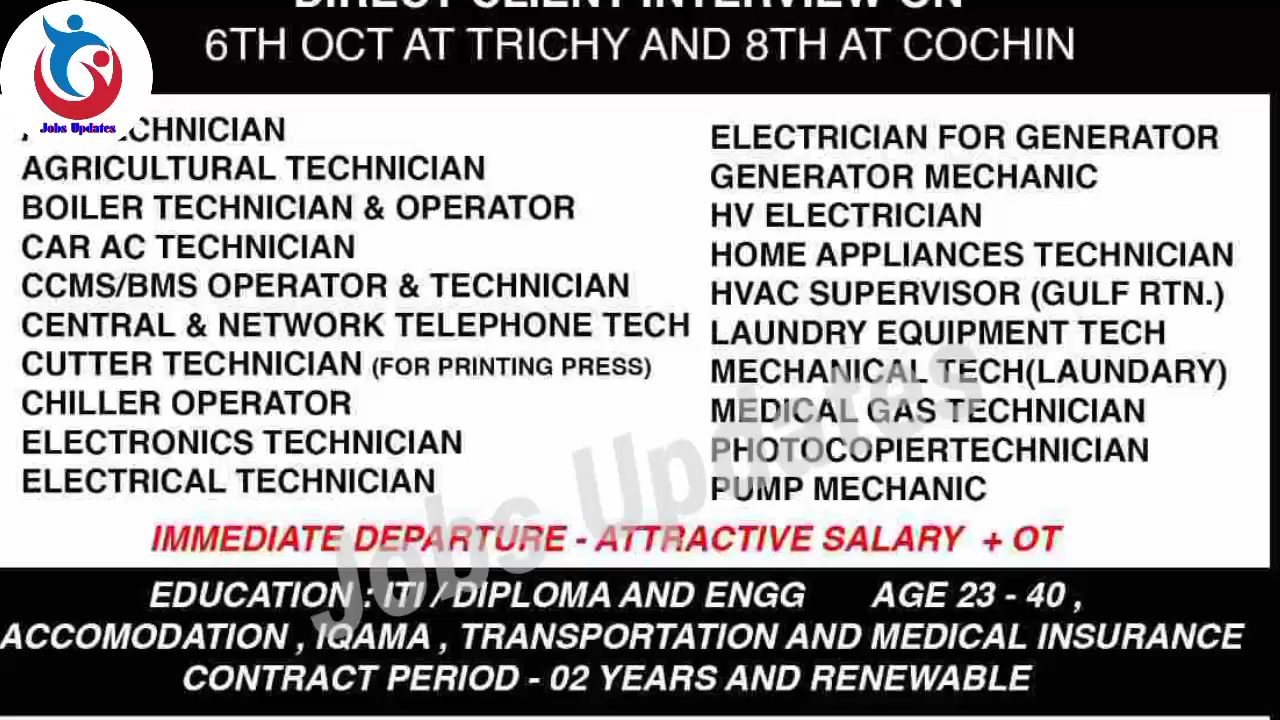 DIRECT CLIENT INTERVIEW ON
6TH OCT AT TRICHY AND 8TH AT COCHIN
Jobs Updates
AGRICULTURAL TECHNICIAN
BOILER TECHNICIAN & OPERATOR
CAR AC TECHNICIAN
CCMS/BMS OPERATOR & TECHNICIAN
CENTRAL & NETWORK TELEPHONE TECH
CUTTER TECHNICIAN (FOR PRINTING PRESS)
CHILLER OPERATOR
ELECTRONICS TECHNICIAN
ELECTRICAL TECHNICIAN
ELECTRICIAN FOR GENERATOR
GENERATOR MECHANIC
HV ELECTRICIAN
HOME APPLIANCES TECHNICIAN
HVAC SUPERVISOR (GULF RTN.)
LAUNDRY EQUIPMENT TECH
MECHANICAL TECH(LAUNDARY)
MEDICAL GAS TECHNICIAN
PHOTOCOPIERTECHNICIAN
PUMP MECHANIC
Jobs Updates
IMMEDIATE DEPARTURE - ATTRACTIVE SALARY + OT
EDUCATION : ITI / DIPLOMA AND ENGG AGE 23 - 40 ,
ACCOMODATION , IQAMA , TRANSPORTATION AND MEDICAL INSURANCE
CONTRACT PERIOD - 02 YEARS AND RENEWABLE